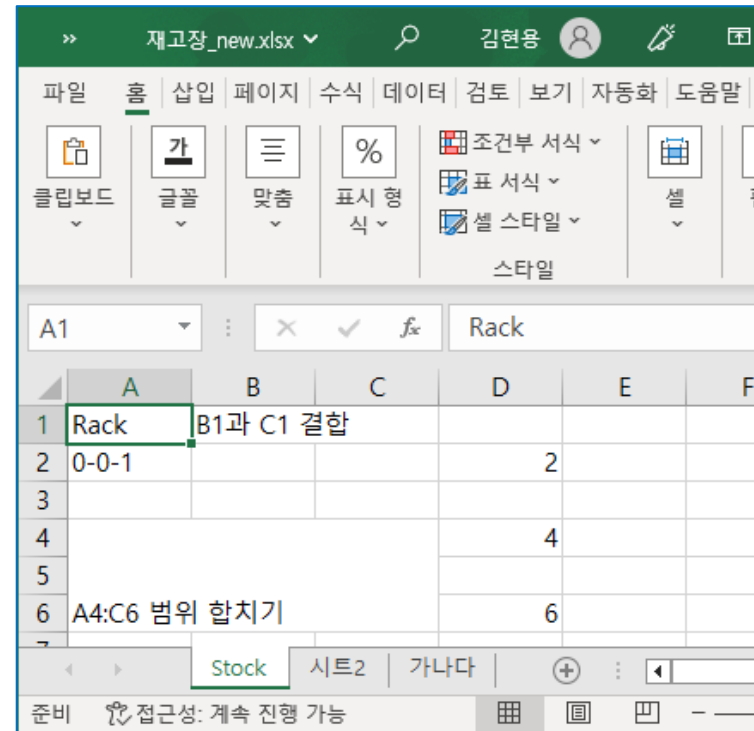 » 재고장_new.xlsx 김현용
파일 홈 삽입 페이지 수식 데이터 검토 보기 자동화 도움말
가 % 조건부 서식
표 서식
클립보드 글꼴 맞춤 표시 형식 셀 스타일 셀
스타일
A1 fx Rack
A B C D E F
1 Rack B1과 C1 결합
2 0-0-1 2
3
4 4
5
6 A4:C6 범위 합치기 6
Stock 시트2 가나다
준비 접근성: 계속 진행 가능